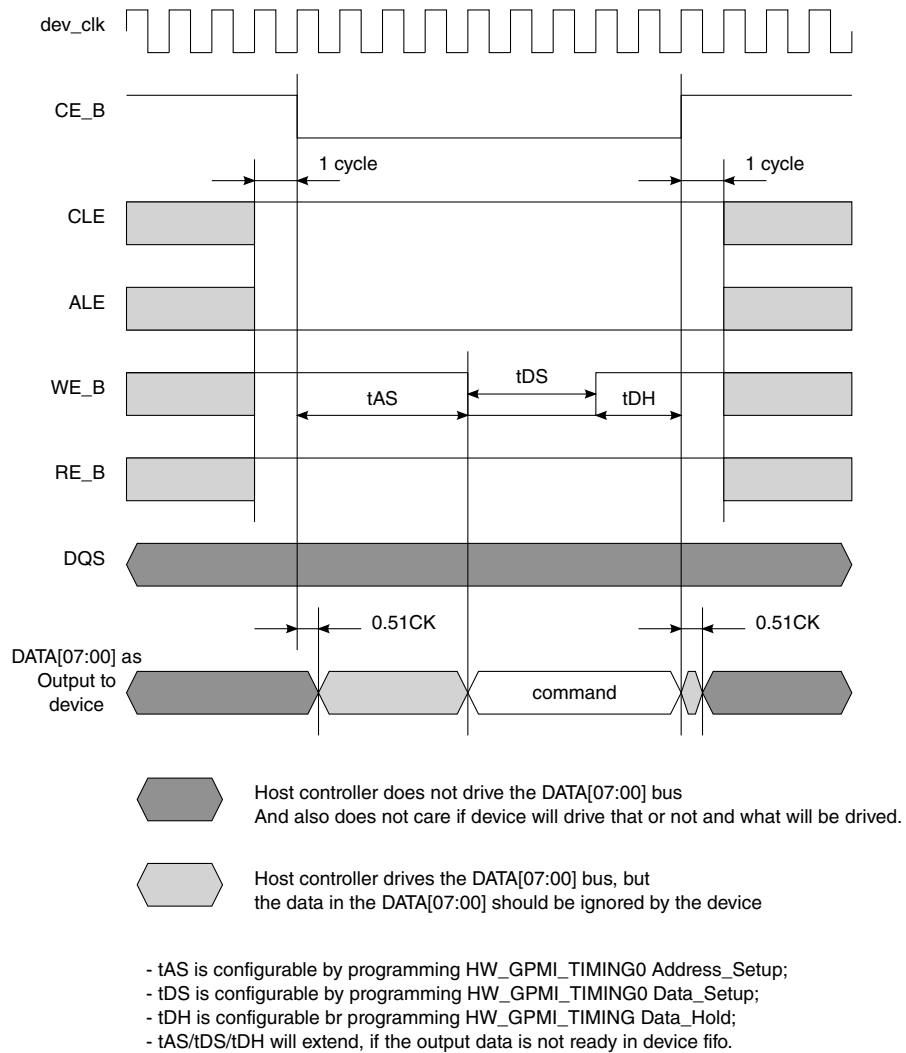 dev_clk
CE_B
1 cycle
1 cycle
CLE
ALE
WE_B
tAS
tDS
tDH
RE_B
DQS
0.51CK
0.51CK
DATA[07:00] as
Output to
device
command
Host controller does not drive the DATA[07:00] bus
And also does not care if device will drive that or not and what will be drived.
Host controller drives the DATA[07:00] bus, but
the data in the DATA[07:00] should be ignored by the device
- tAS is configurable by programming HW_GPMI_TIMING0 Address_Setup;
- tDS is configurable by programming HW_GPMI_TIMING0 Data_Setup;
- tDH is configurable br programming HW_GPMI_TIMING Data_Hold;
- tAS/tDS/tDH will extend, if the output data is not ready in device fifo.